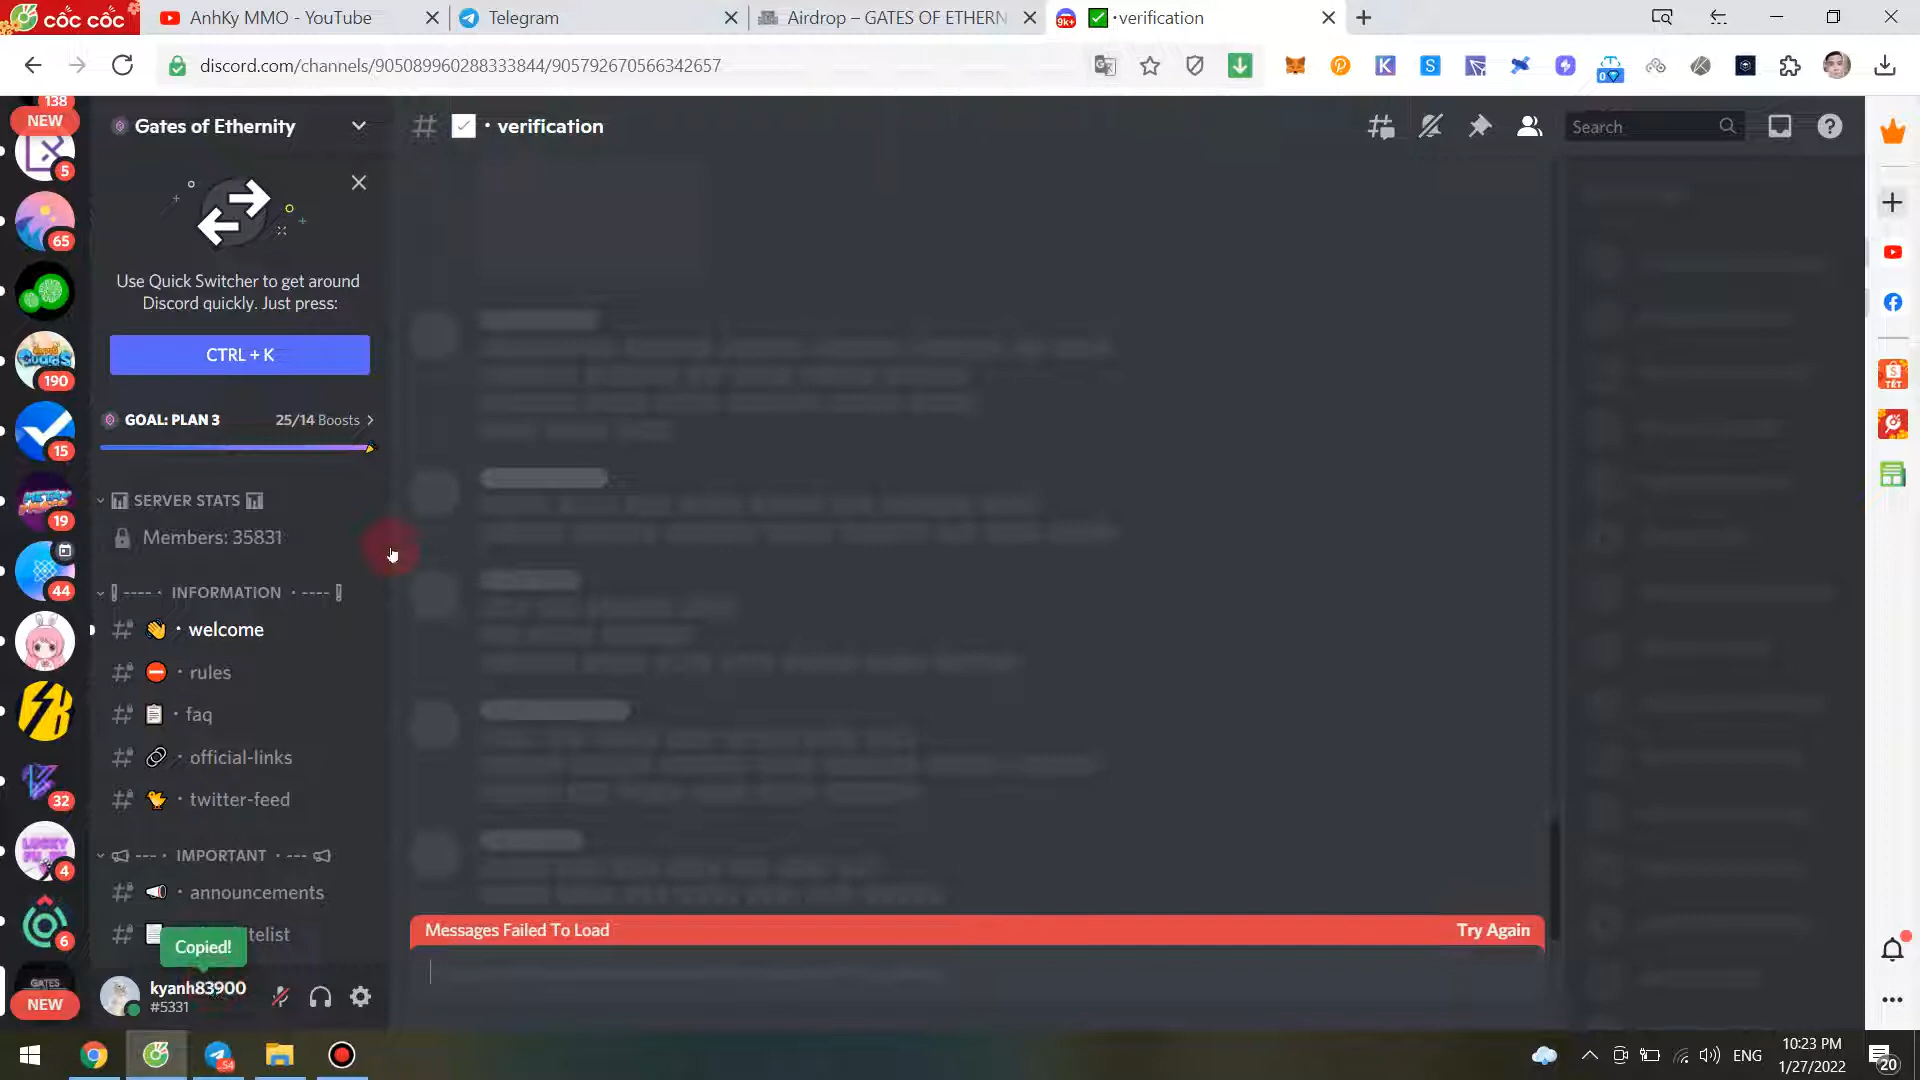 CỐC CỐC
AnhKy MMO - YouTube
Telegram
Airdrop – GATES OF ETHERN
9K+
· verification
discord.com/channels/905089960288333844/905792670566342657
138
NEW
Gates of Ethernity
· verification
Search
5
65
190
15
19
44
32
4
6
Use Quick Switcher to get around
Discord quickly. Just press:
CTRL + K
GOAL: PLAN 3
25/14 Boosts
SERVER STATS
Members: 35831
---- · INFORMATION · ----
· welcome
· rules
· faq
· official-links
· twitter-feed
--- · IMPORTANT · ---
· announcements
telist
Copied!
Messages Failed To Load
Try Again
GATES
NEW
kyanh83900
#5331
TẾT
54
ENG
10:23 PM
1/27/2022
20